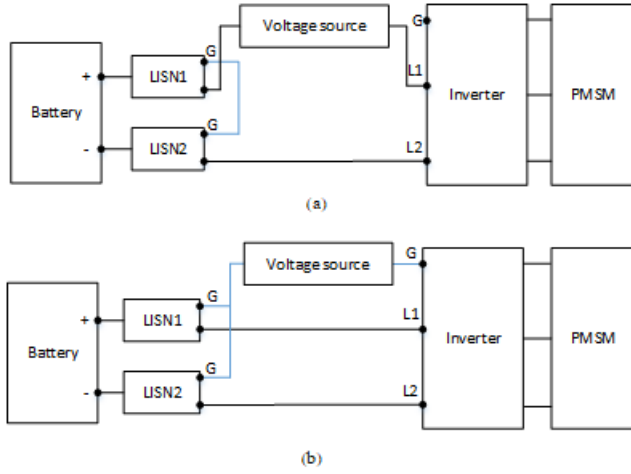 Voltage source
G
G
L1
+
LISN1
Battery
Inverter
PMSM
G
-
LISN2
L2
(a)
Voltage source
G
G
+
LISN1
L1
Battery
Inverter
PMSM
G
-
LISN2
L2
(b)